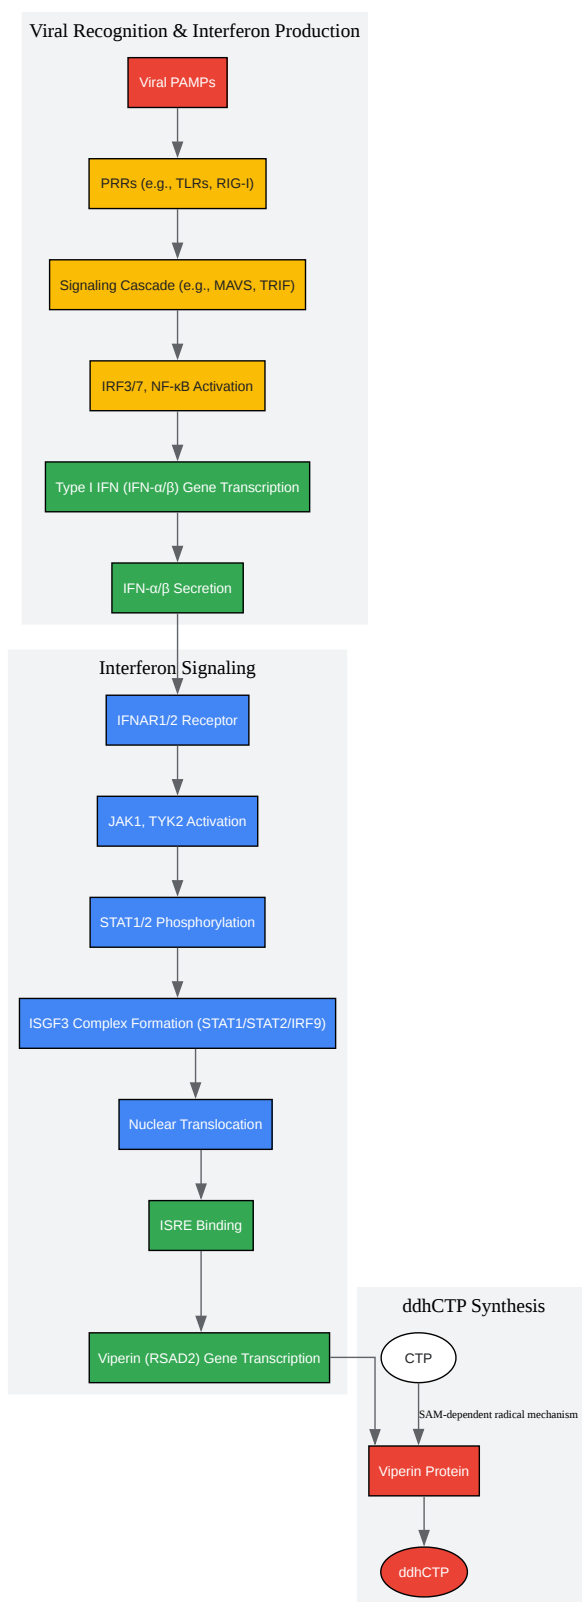 Viral Recognition & Interferon Production
Viral PAMPs
PRRs (e.g., TLRs, RIG-I)
Signaling Cascade (e.g., MAVS, TRIF)
IRF3/7, NF-κB Activation
Type I IFN (IFN-α/β) Gene Transcription
IFN-α/β Secretion
Interferon Signaling
IFNAR1/2 Receptor
JAK1, TYK2 Activation
STAT1/2 Phosphorylation
ISGF3 Complex Formation (STAT1/STAT2/IRF9)
Nuclear Translocation
ISRE Binding
Viperin (RSAD2) Gene Transcription
ddhCTP Synthesis
CTP
SAM-dependent radical mechanism
Viperin Protein
ddhCTP